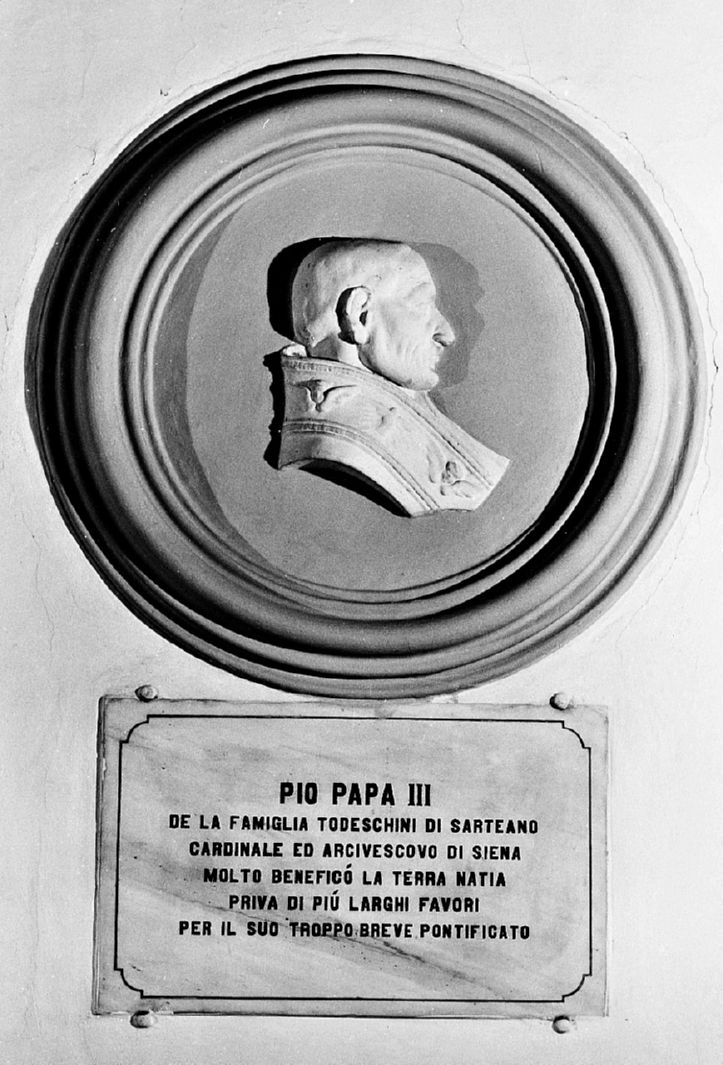 PIO PAPA III
DE LA FAMIGLIA TODESCHINI DI SARTEANO
CARDINALE ED ARCIVESCOVO DI SIENA
MOLTO BENEFICÓ LA TERRA NATIA
PRIVA DI PIÚ LARGHI FAVORI
PER IL SUO TROPPO BREVE PONTIFICATO